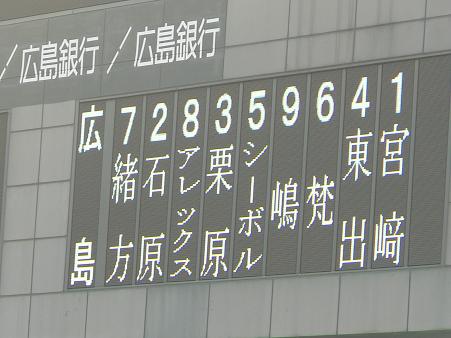 ／広島銀行／広島銀行
広島
7 緒方
2 石原
8 アレックス
3 栗原
5 シーボル
9 嶋
6 梵
4 東出
1 宮﨑